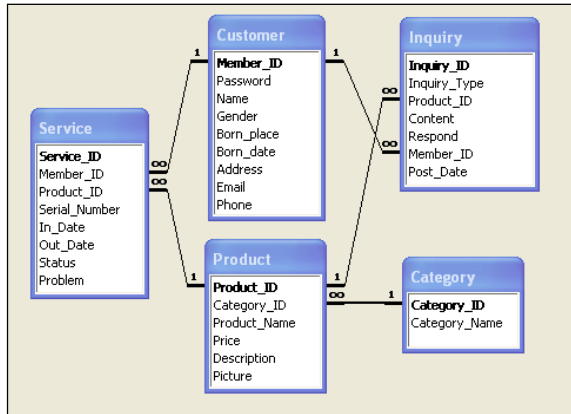 Customer
Member_ID
Password
Name
Gender
Born_place
Born_date
Address
Email
Phone
Inquiry
Inquiry_ID
Inquiry_Type
Product_ID
Content
Respond
Member_ID
Post_Date
Service
Service_ID
Member_ID
Product_ID
Serial_Number
In_Date
Out_Date
Status
Problem
Product
Product_ID
Category_ID
Product_Name
Price
Description
Picture
Category
Category_ID
Category_Name
1
1
∞
∞
∞
∞
1
1
∞
1